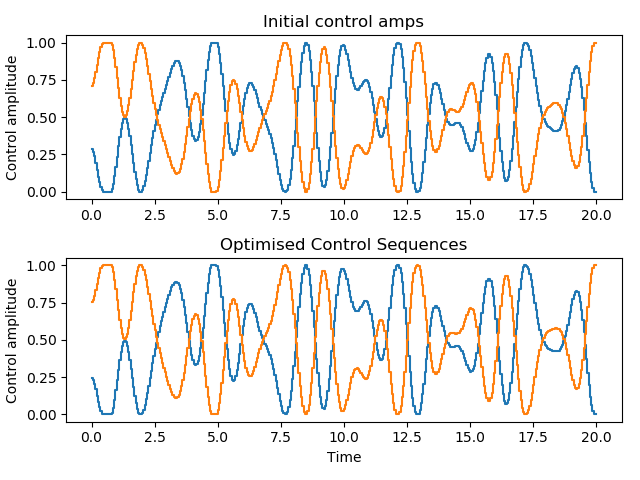 Initial control amps
Control amplitude
1.00
0.75
0.50
0.25
0.00
0.0 2.5 5.0 7.5 10.0 12.5 15.0 17.5 20.0
Optimised Control Sequences
Control amplitude
1.00
0.75
0.50
0.25
0.00
0.0 2.5 5.0 7.5 10.0 12.5 15.0 17.5 20.0
Time